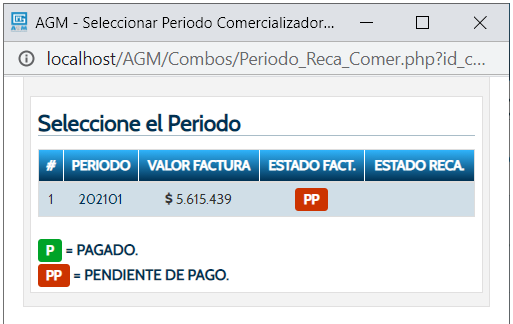 AGM - Seleccionar Periodo Comercializador...
localhost/AGM/Combos/Periodo_Reca_Comer.php?id_c...
Seleccione el Periodo
# PERIODO VALOR FACTURA ESTADO FACT. ESTADO RECA.
1 202101 $ 5.615.439 PP
P = PAGADO.
PP = PENDIENTE DE PAGO.